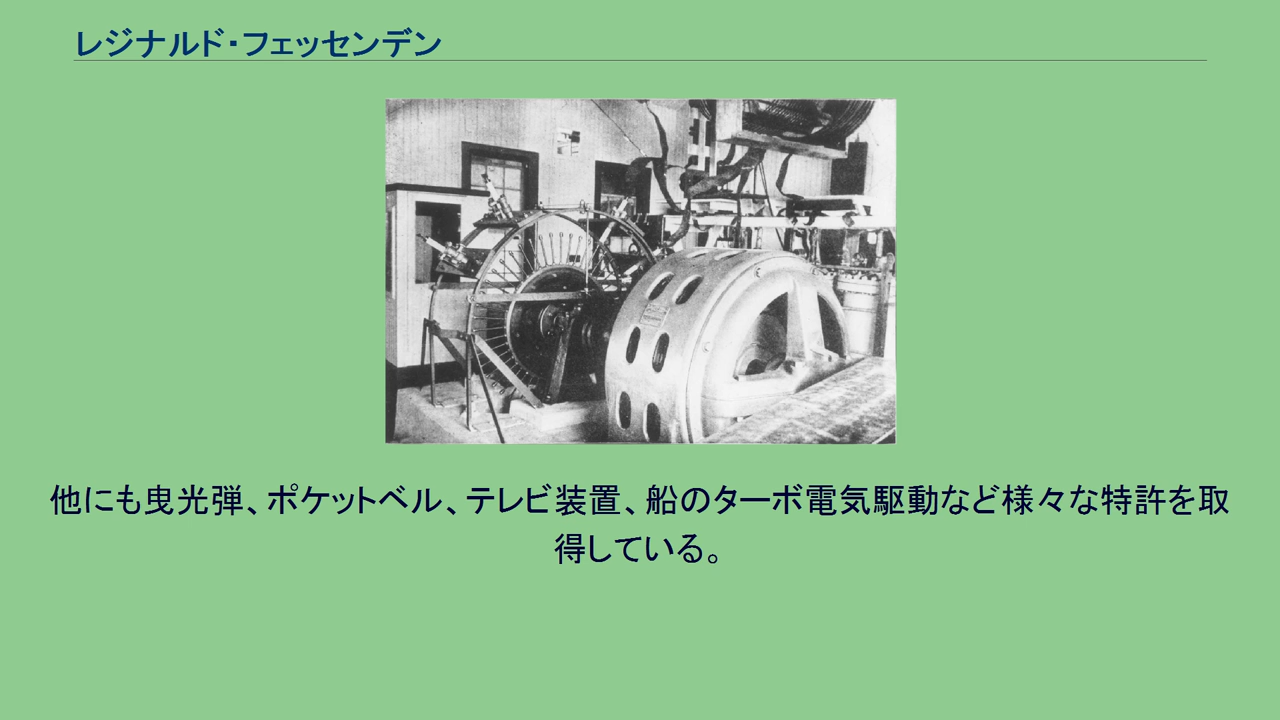 レジナルド・フェッセンデン
他にも曳光弾、ポケットベル、テレビ装置、船のターボ電気駆動など様々な特許を取
得している。